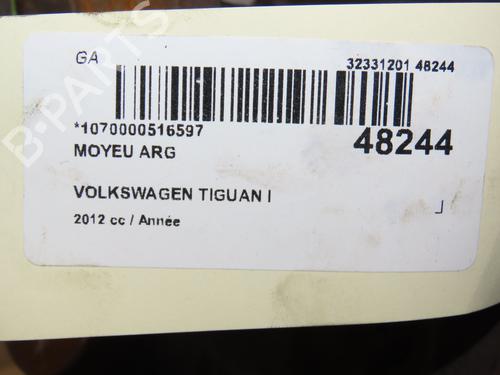 GA
32331201 48244
*1070000516597
48244
MOYEU ARG
VOLKSWAGEN TIGUAN I
2012 cc / Année
B-PARTS